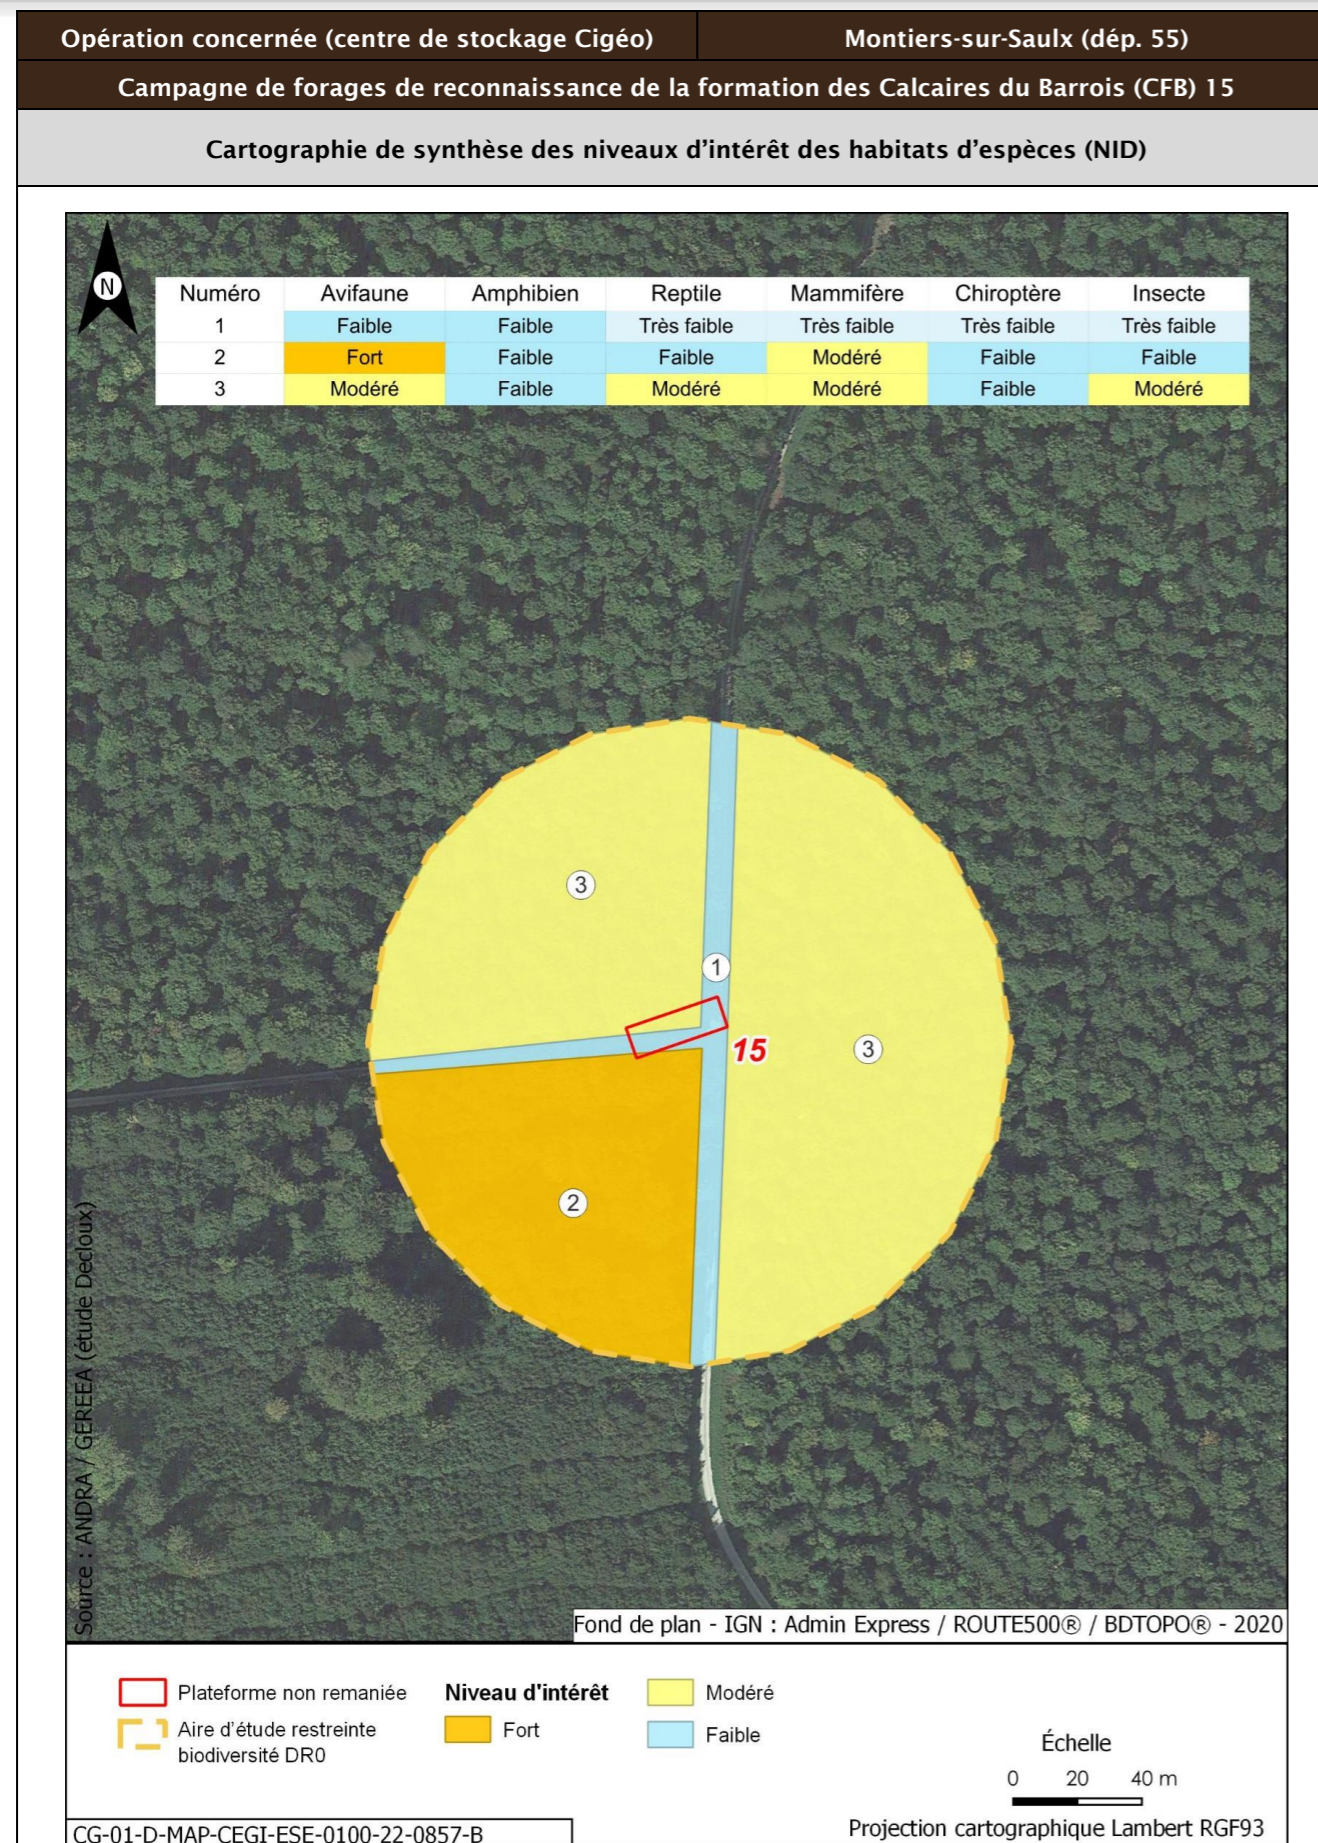 Opération concernée (centre de stockage Cigéo) Montiers-sur-Saulx (dép. 55)
Campagne de forages de reconnaissance de la formation des Calcaires du Barrois (CFB) 15
Cartographie de synthèse des niveaux d'intérêt des habitats d'espèces (NID)
N
Numéro Avifaune Amphibien Reptile Mammifère Chiroptère Insecte
1 Faible Faible Très faible Très faible Très faible Très faible
2 Fort Faible Faible Modéré Faible Faible
3 Modéré Faible Modéré Modéré Faible Modéré
3
1
15
3
2
Source : ANDRA / GEREEA (étude Decloux)
Fond de plan - IGN : Admin Express / ROUTE500® / BDTOPO® - 2020
Plateforme non remaniée Niveau d'intérêt Modéré
Aire d'étude restreinte Fort Faible
biodiversité DR0
Échelle
0 20 40 m
Projection cartographique Lambert RGF93
CG-01-D-MAP-CEGI-ESE-0100-22-0857-B